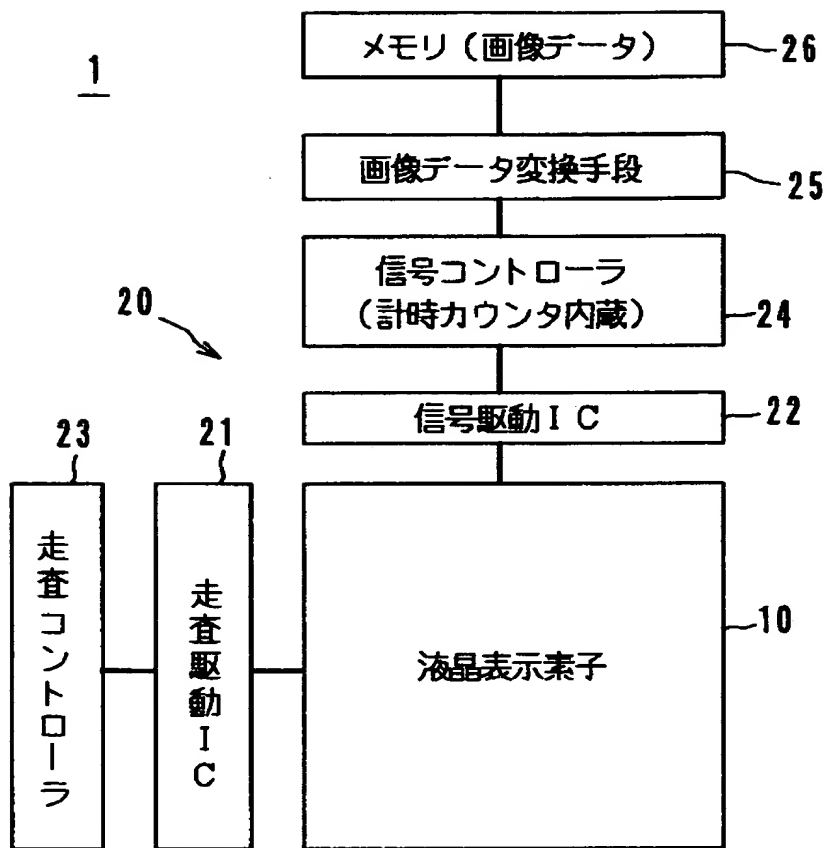 1
メモリ(画像データ)
26
画像データ変換手段
25
信号コントローラ
(計時カウンタ内蔵)
24
20
信号駆動IC
22
23
21
走査コントローラ
走査駆動IC
液晶表示素子
10